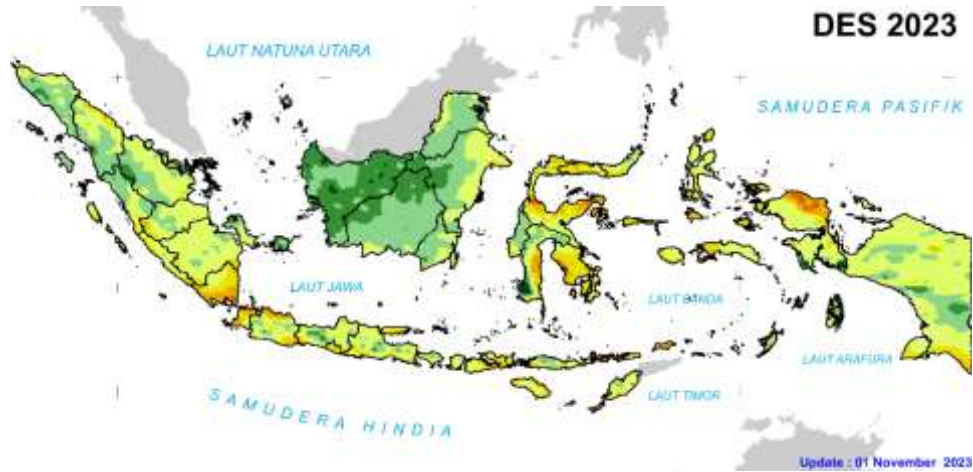 DES 2023
LAUT NATUNA UTARA
SAMUDERA PASIFIK
LAUT JAWA
LAUT BANDA
LAUT ARAFURA
LAUT TIMOR
SAMUDERA HINDIA
Update : 01 November 2023